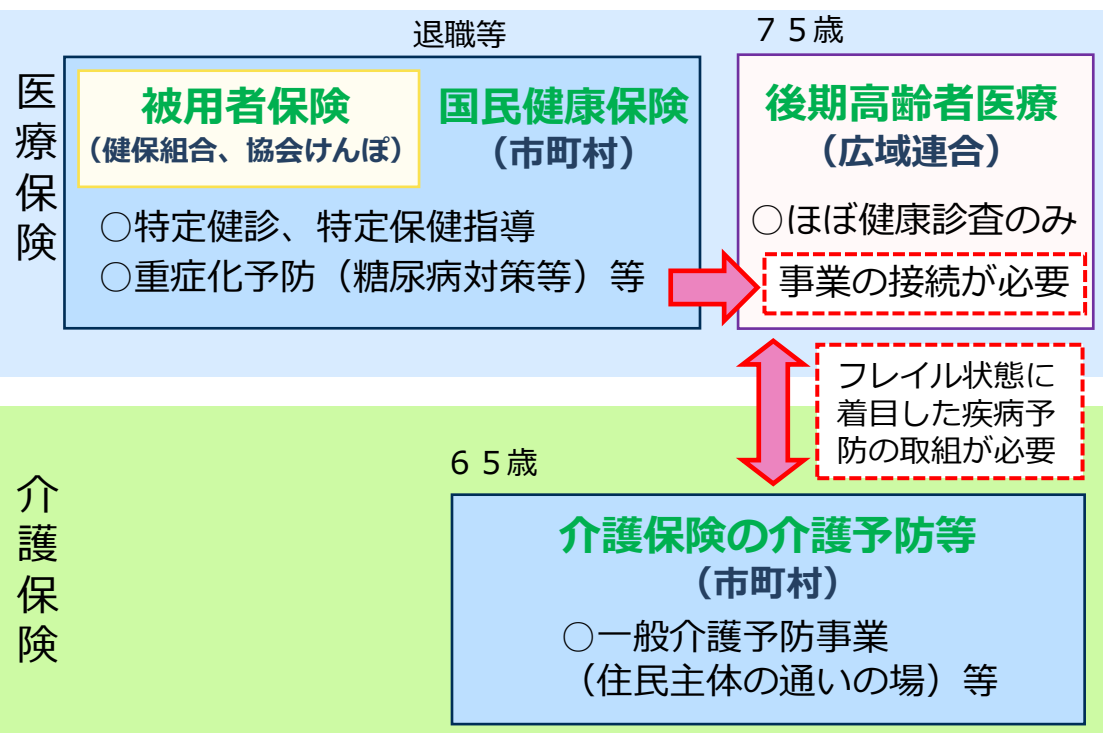 医療保険
退職等
７５歳
被用者保険
（健保組合、協会けんぽ）
国民健康保険
（市町村）
○特定健診、特定保健指導
○重症化予防（糖尿病対策等）等
後期高齢者医療
（広域連合）
○ほぼ健康診査のみ
事業の接続が必要
フレイル状態に
着目した疾病予
防の取組が必要
介護保険
６５歳
介護保険の介護予防等
（市町村）
○一般介護予防事業
（住民主体の通いの場）等